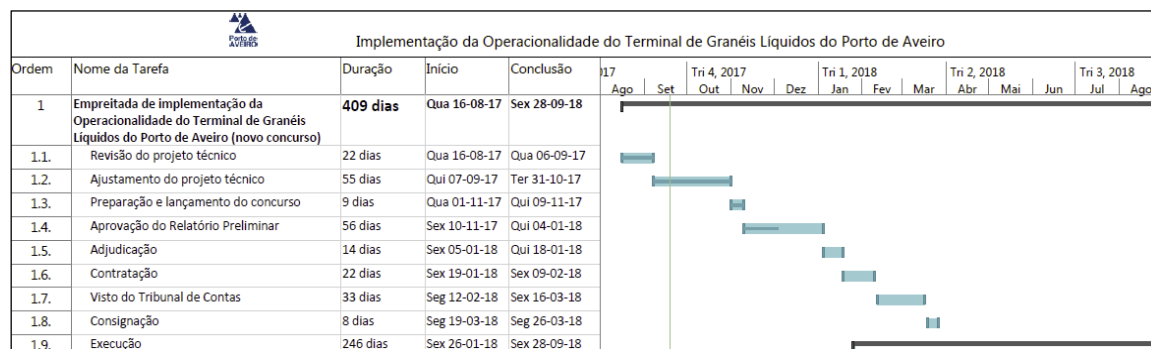 Porto de
AVEIRO
Implementação da Operacionalidade do Terminal de Granéis Líquidos do Porto de Aveiro
Ordem Nome da Tarefa Duração Início Conclusão 017 Tri 4, 2017 Tri 1, 2018 Tri 2, 2018 Tri 3, 2018
Ago Set Out Nov Dez Jan Fev Mar Abr Mai Jun Jul Ago
1 Empreitada de implementação da 409 dias Qua 16-08-17 Sex 28-09-18
Operacionalidade do Terminal de Granéis
Líquidos do Porto de Aveiro (novo concurso)
1.1. Revisão do projeto técnico 22 dias Qua 16-08-17 Qua 06-09-17
1.2. Ajustamento do projeto técnico 55 dias Qui 07-09-17 Ter 31-10-17
1.3. Preparação e lançamento do concurso 9 dias Qua 01-11-17 Qui 09-11-17
1.4. Aprovação do Relatório Preliminar 56 dias Sex 10-11-17 Qui 04-01-18
1.5. Adjudicação 14 dias Sex 05-01-18 Qui 18-01-18
1.6. Contratação 22 dias Sex 19-01-18 Sex 09-02-18
1.7. Visto do Tribunal de Contas 33 dias Seg 12-02-18 Sex 16-03-18
1.8. Consignação 8 dias Seg 19-03-18 Seg 26-03-18
1.9. Execução 246 dias Sex 26-01-18 Sex 28-09-18